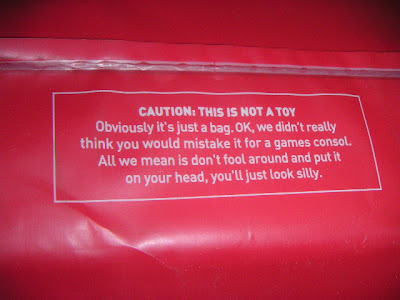 CAUTION: THIS IS NOT A TOY
Obviously it's just a bag. OK, we didn't really
think you would mistake it for a games consol.
All we mean is don't fool around and put it
on your head, you'll just look silly.